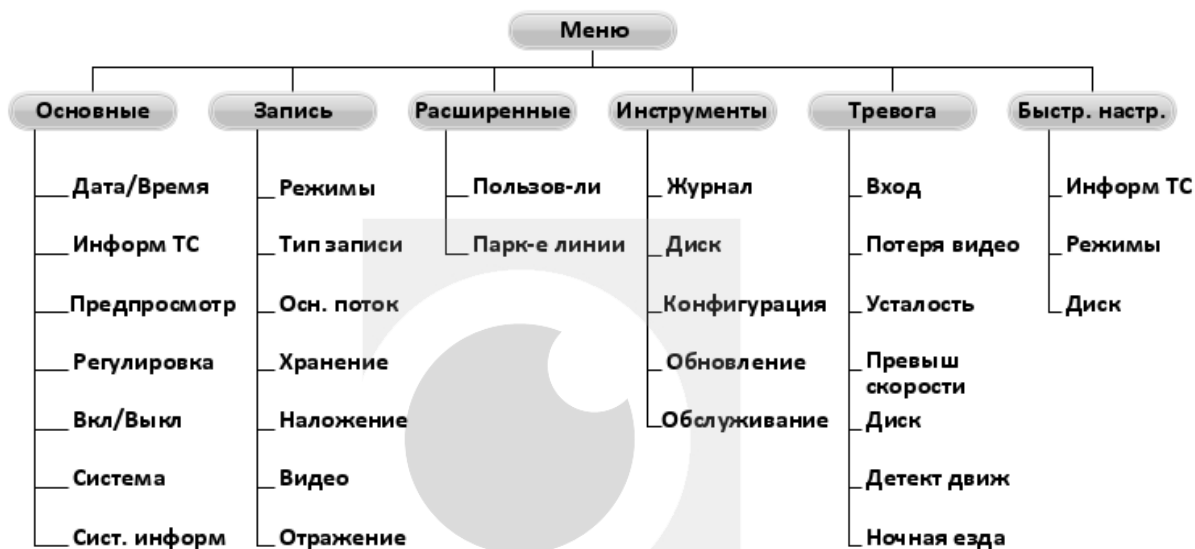 Меню
Основные
Запись
Расширенные
Инструменты
Тревога
Быстр. настр.
Дата/Время
Информ ТС
Предпросмотр
Регулировка
Вкл/Выкл
Система
Сист. информ
Режимы
Тип записи
Осн. поток
Хранение
Наложение
Видео
Отражение
Пользов-ли
Парк-е линии
Журнал
Диск
Конфигурация
Обновление
Обслуживание
Вход
Потеря видео
Усталость
Превыш
скорости
Диск
Детект движ
Ночная езда
Информ ТС
Режимы
Диск